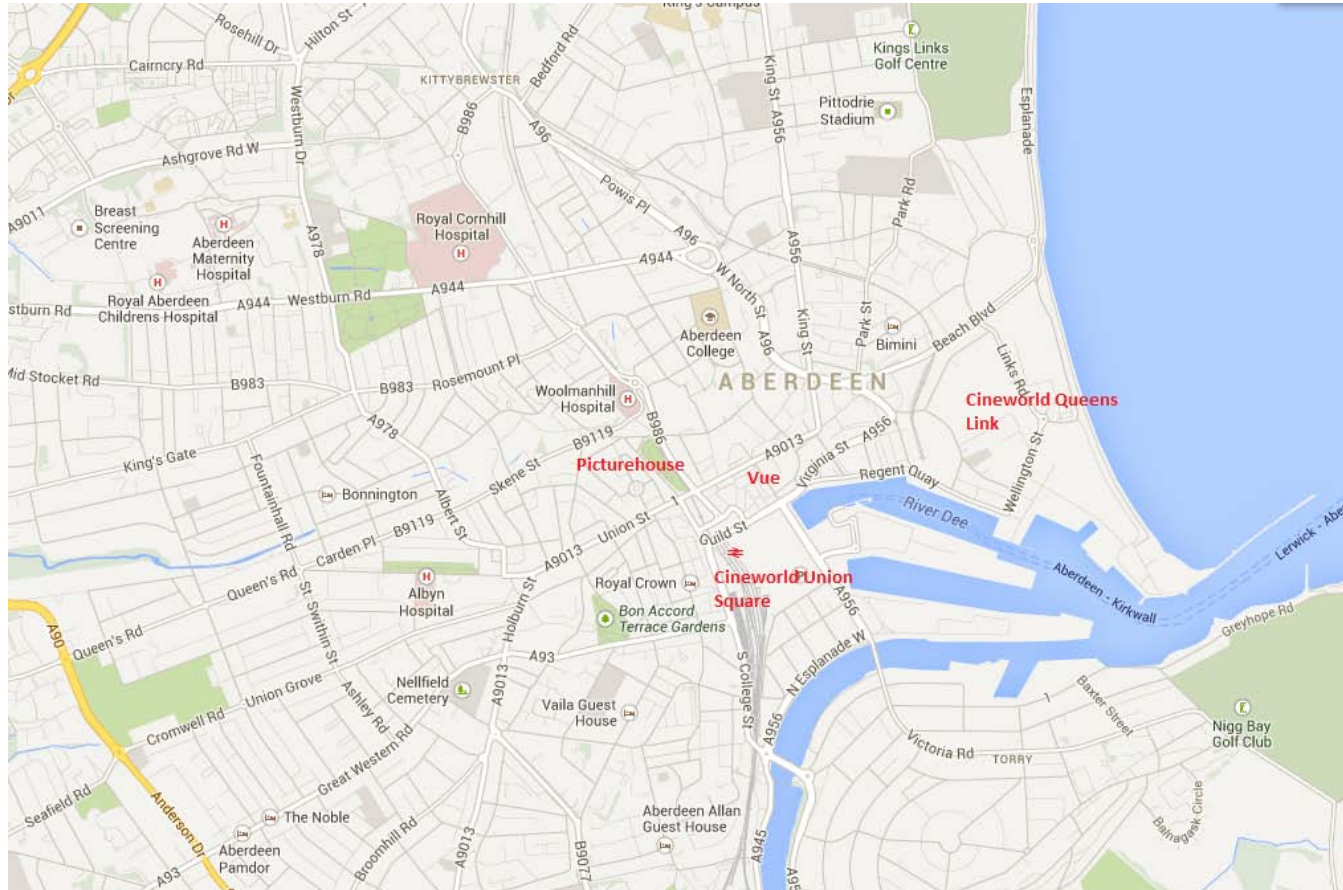 King's Campus
Rosehill Dr
Hilton St
Cairncry Rd
KITTYBREWSTER
Bedford Rd
Kings Links
Golf Centre
King St
A956
Esplanade
Pittodrie
Stadium
B986
A96
Westburn Dr
Ashgrove Rd W
A9011
Powis Pl
Park Rd
Breast
Screening
Centre
Aberdeen
Maternity
Hospital
A978
Royal Cornhill
Hospital
A96
A956
A944
W North St
Royal Aberdeen
Childrens Hospital
stburn Rd
A944
Westburn Rd
A944
Aberdeen
College
A96
King St
Park St
Bimini
Beach Blvd
Links Rd
Mid Stocket Rd
B983
B983
Rosemount Pl
Woolmanhill
Hospital
ABERDEEN
Cineworld Queens
Link
A978
B986
B9119
King's Gate
Skene St
Picturehouse
A9013
Virginia St
A956
Vue
Regent Quay
Wellington St
Fountainhall Rd
Bonnington
Albert St
1
Union St
River Dee
Lerwick - Abe
B9119
Carden Pl
A9013
Guild St
Queen's Rd
Albyn
Hospital
Royal Crown
Cineworld Union
Square
Aberdeen - Kirkwall
A956
Greyhope Rd
Bon Accord
Terrace Gardens
St. Swithin St
Holburn St
A90
Queen's Rd
A93
N Esplanade W
S College St
Nellfield
Cemetery
A9013
Union Grove
Ashley Rd
Cromwell Rd
Vaila Guest
House
A956
1
Baxter Street
Nigg Bay
Golf Club
Victoria Rd
TORRY
Great Western Rd
Seafield Rd
Anderson Dr
The Noble
Aberdeen
Pamdor
Broomhill Rd
A9013
Aberdeen Allan
Guest House
Balnagask Circle
A93
B9077
A945
A95